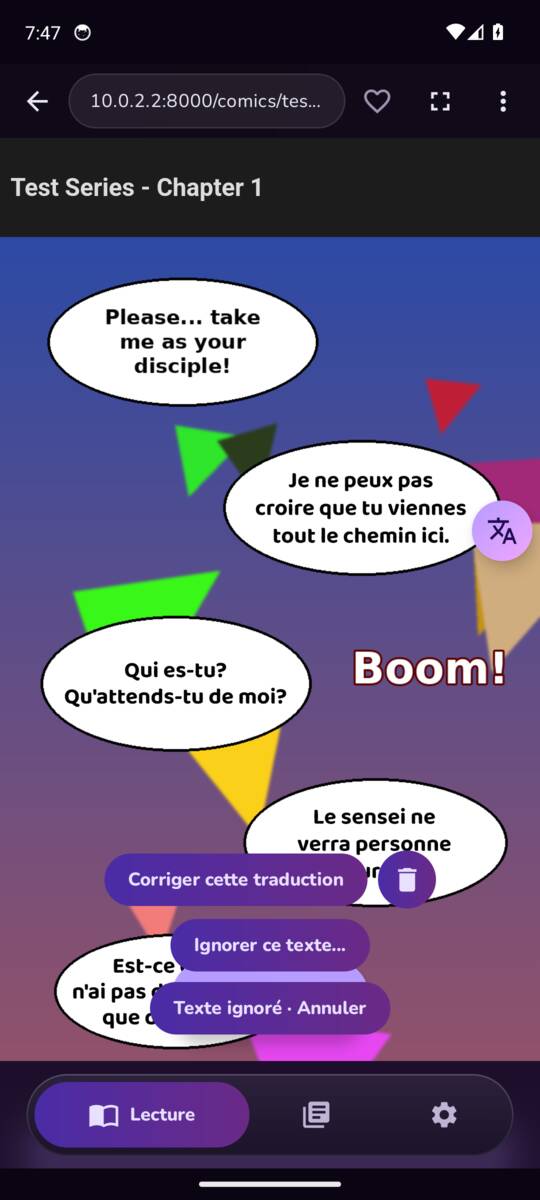 7:47
10.0.2.2:8000/comics/tes...
Test Series - Chapter 1
Please... take
me as your
disciple!
Je ne peux pas
croire que tu viennes
tout le chemin ici.
Qui es-tu?
Qu'attends-tu de moi?
Boom!
Le sensei ne
verra personne
Corriger cette traduction
Ignorer ce texte...
Est-ce
n'ai pas
que
Texte ignoré · Annuler
Lecture